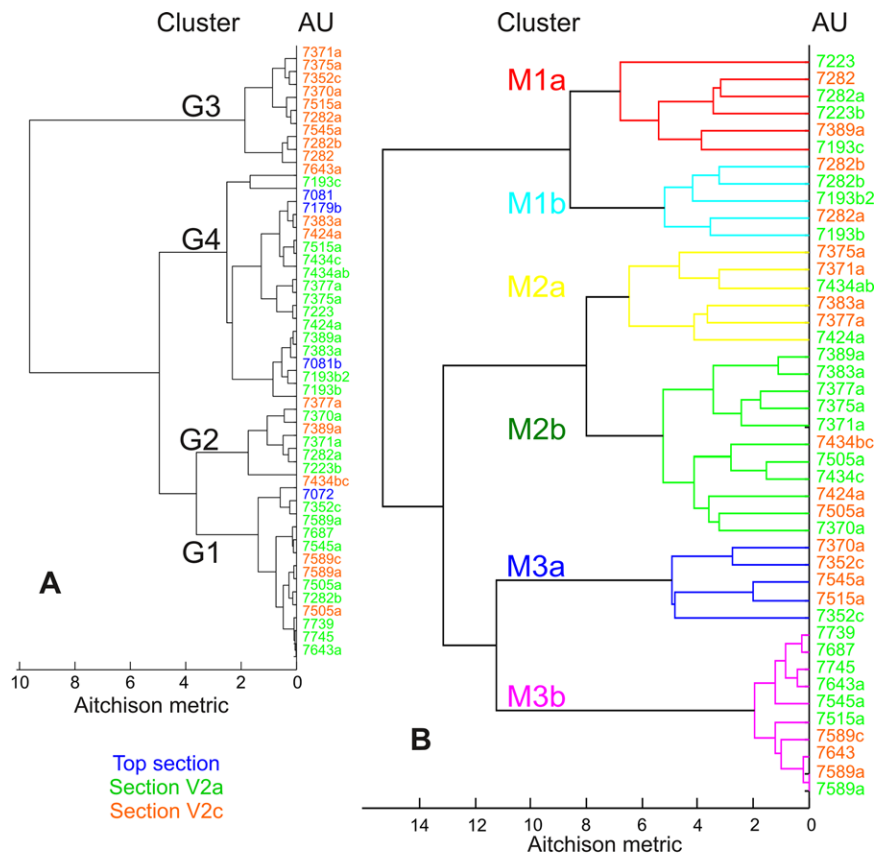 Cluster AU
7371a
7375a
7352c
7370a
7515a
7282a
7545a
7282b
7282
7643a
7193c
7081
7179b
7383a
7424a
7515a
7434c
7434ab
7377a
7375a
7223
7424a
7389a
7383a
7081b
7193b2
7193b
7377a
7370a
7389a
7371a
7282a
7223b
7434bc
7072
7352c
7589a
7687
7545a
7589c
7589a
7505a
7282b
7505a
7739
7745
7643a
G3
G4
G2
G1
A
10 8 6 4 2 0
Aitchison metric
Top section
Section V2a
Section V2c
Cluster AU
7223
7282
7282a
7223b
7389a
7193c
7282b
7282b
7193b2
7282a
7193b
7375a
7371a
7434ab
7383a
7377a
7424a
7389a
7383a
7377a
7375a
7371a
7434bc
7505a
7434c
7424a
7505a
7370a
7370a
7352c
7545a
7515a
7352c
7739
7687
7745
7643a
7545a
7515a
7589c
7643
7589a
7589a
M1a
M1b
M2a
M2b
M3a
M3b
B
14 12 10 8 6 4 2 0
Aitchison metric